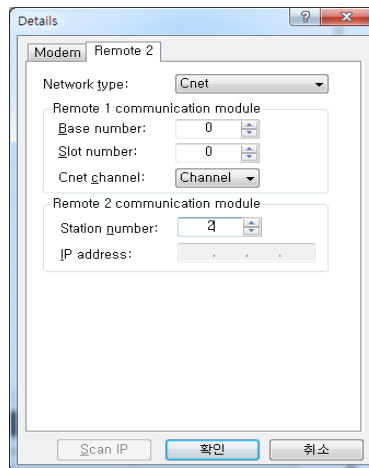 Details
Modem Remote 2
Network type: Cnet
Remote 1 communication module
Base number: 0
Slot number: 0
Cnet channel: Channel
Remote 2 communication module
Station number: 2
IP address: . . .
Scan IP 확인 취소